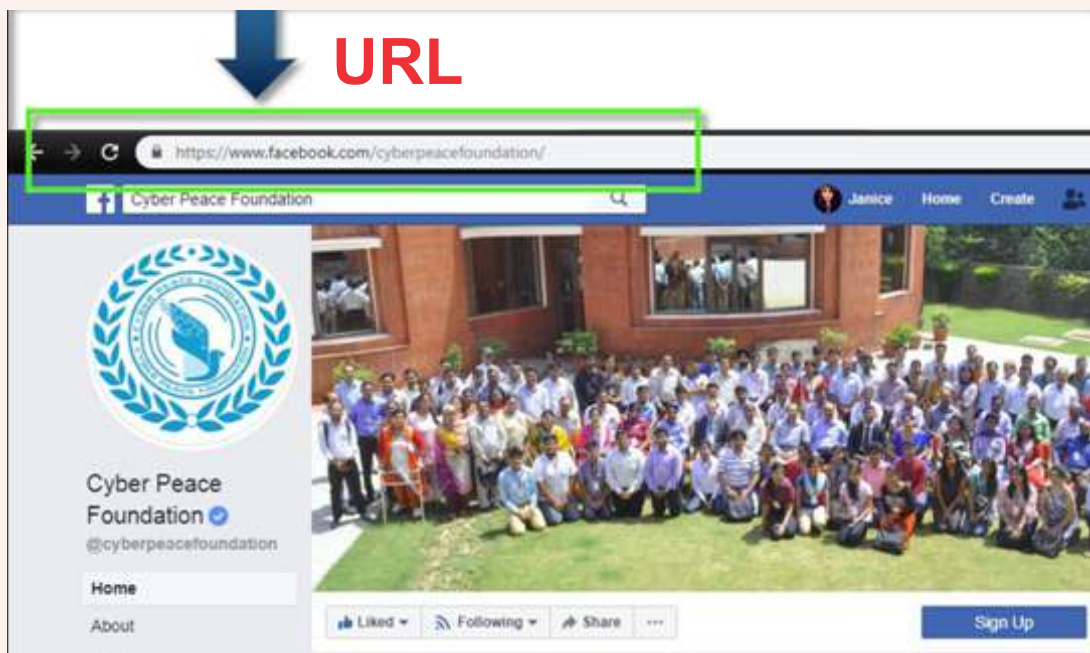 URL
https://www.facebook.com/cyberpeacefoundation/
Cyber Peace Foundation
Janice Home Create
Cyber Peace
Foundation
@cyberpeacefoundation
Home
About
Liked Following Share ...
Sign Up